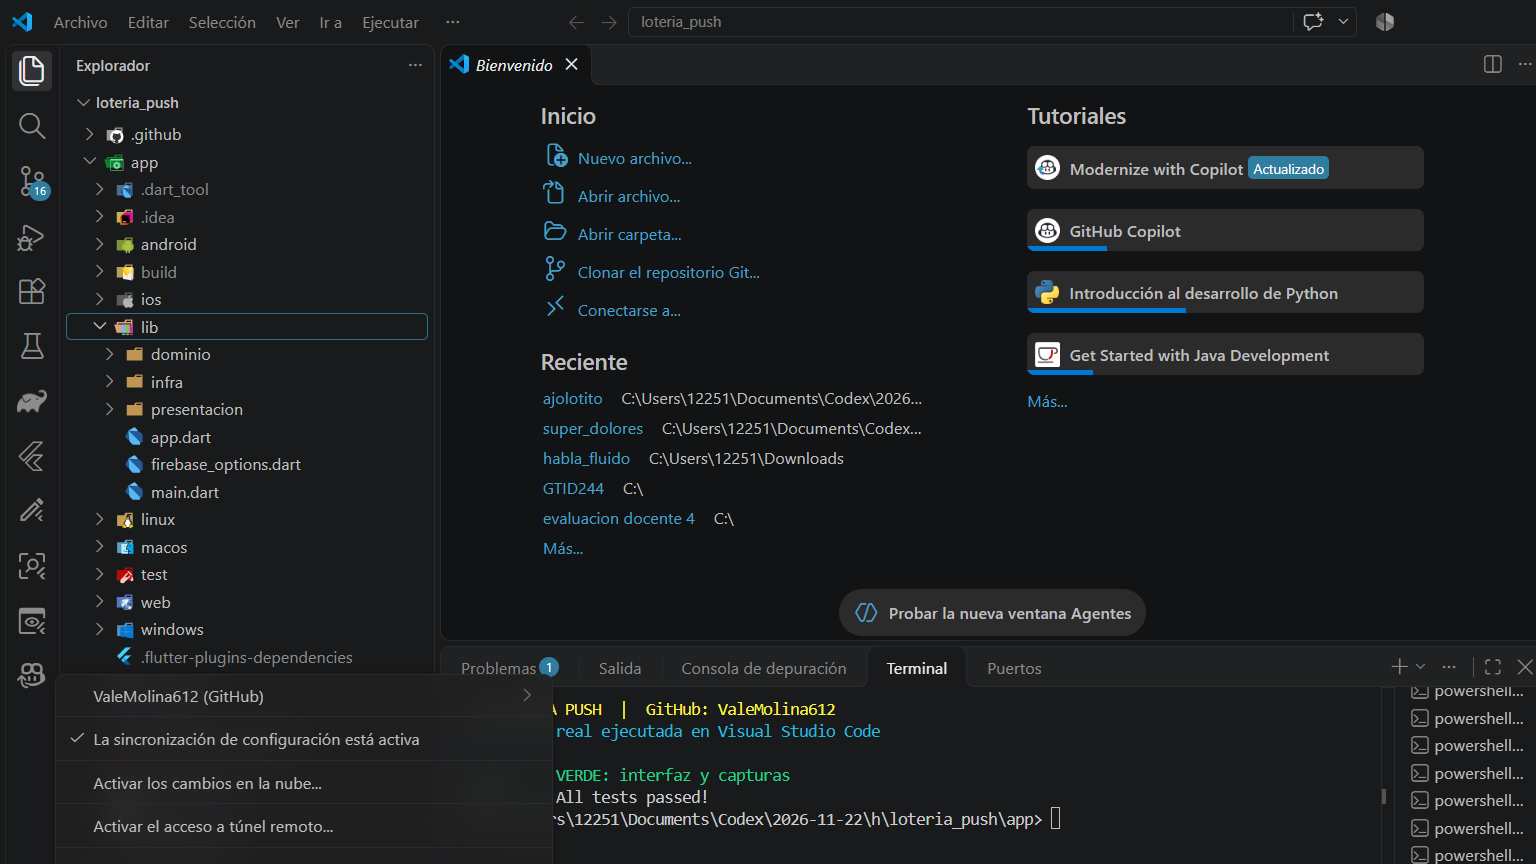 Archivo Editar Selección Ver Ir a Ejecutar ··· loteria_push
Explorador ···
loteria_push
.github
app
.dart_tool
.idea
android
build
ios
lib
dominio
infra
presentacion
app.dart
firebase_options.dart
main.dart
linux
macos
test
web
windows
.flutter-plugins-dependencies
16
ValeMolina612 (GitHub)
La sincronización de configuración está activa
Activar los cambios en la nube...
Activar el acceso a túnel remoto...
Bienvenido
Inicio
Nuevo archivo...
Abrir archivo...
Abrir carpeta...
Clonar el repositorio Git...
Conectarse a...
Reciente
ajolotito C:\Users\12251\Documents\Codex\2026...
super_dolores C:\Users\12251\Documents\Codex...
habla_fluido C:\Users\12251\Downloads
GTID244 C:\
evaluacion docente 4 C:\
Más...
Tutoriales
Modernize with Copilot Actualizado
GitHub Copilot
Introducción al desarrollo de Python
Get Started with Java Development
Más...
Probar la nueva ventana Agentes
Problemas 1 Salida Consola de depuración Terminal Puertos
PUSH | GitHub: ValeMolina612
real ejecutada en Visual Studio Code
VERDE: interfaz y capturas
All tests passed!
s\12251\Documents\Codex\2026-11-22\h\loteria_push\app>
powershell...
powershell...
powershell...
powershell...
powershell...
powershell...
powershell...